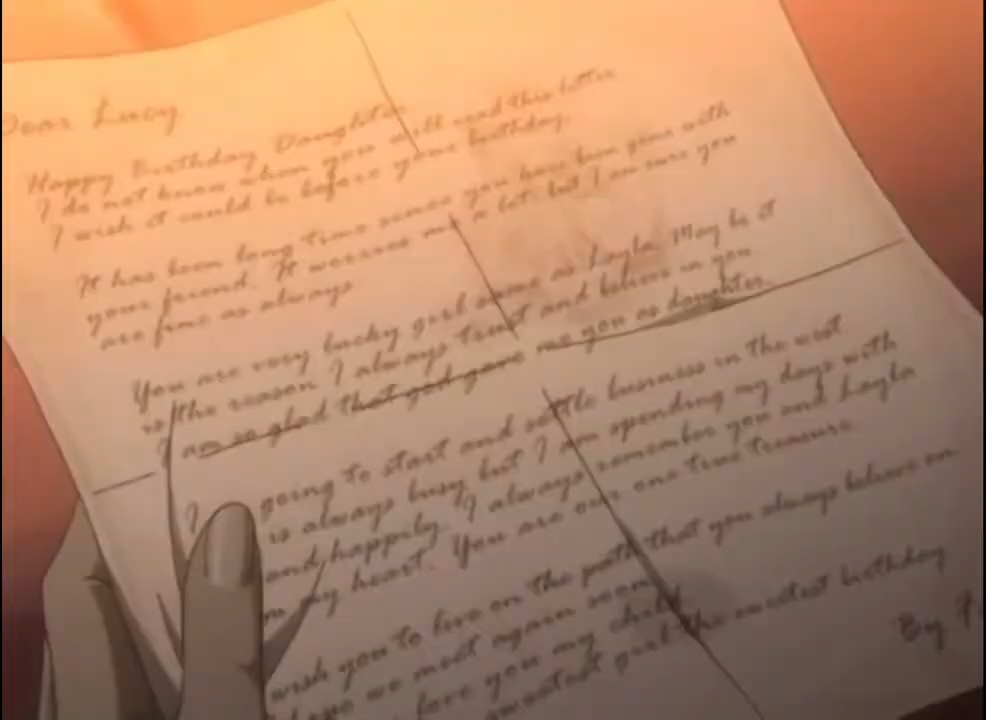 Dear Lucy
Happy Birthday Daughter
I do not know when you will read this letter
I wish it could be before your birthday.
It has been long time since you have been gone with
your friend. It worries me a lot. but I am sure you
are fine as always
You are very lucky girl same as Layla. May be it
is the reason I always trust and believe in you
I am so glad that god gave me you as daughter.
I going to start and settle business in the west.
is always busy but I am spending my days with
and happily. I always remember you and Layla
my heart. You are our one time treasure.
wish you to live on the path that you always believe in
hope we meet again soon
love you my child
sweetest girl the sweetest birthday
By